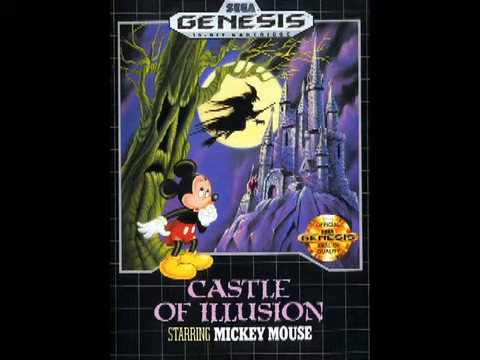 SEGA
GENESIS
16-BIT CARTRIDGE
OFFICIAL
SEGA
GENESIS
SEAL OF
QUALITY
CASTLE
OF ILLUSION
STARRING MICKEY MOUSE